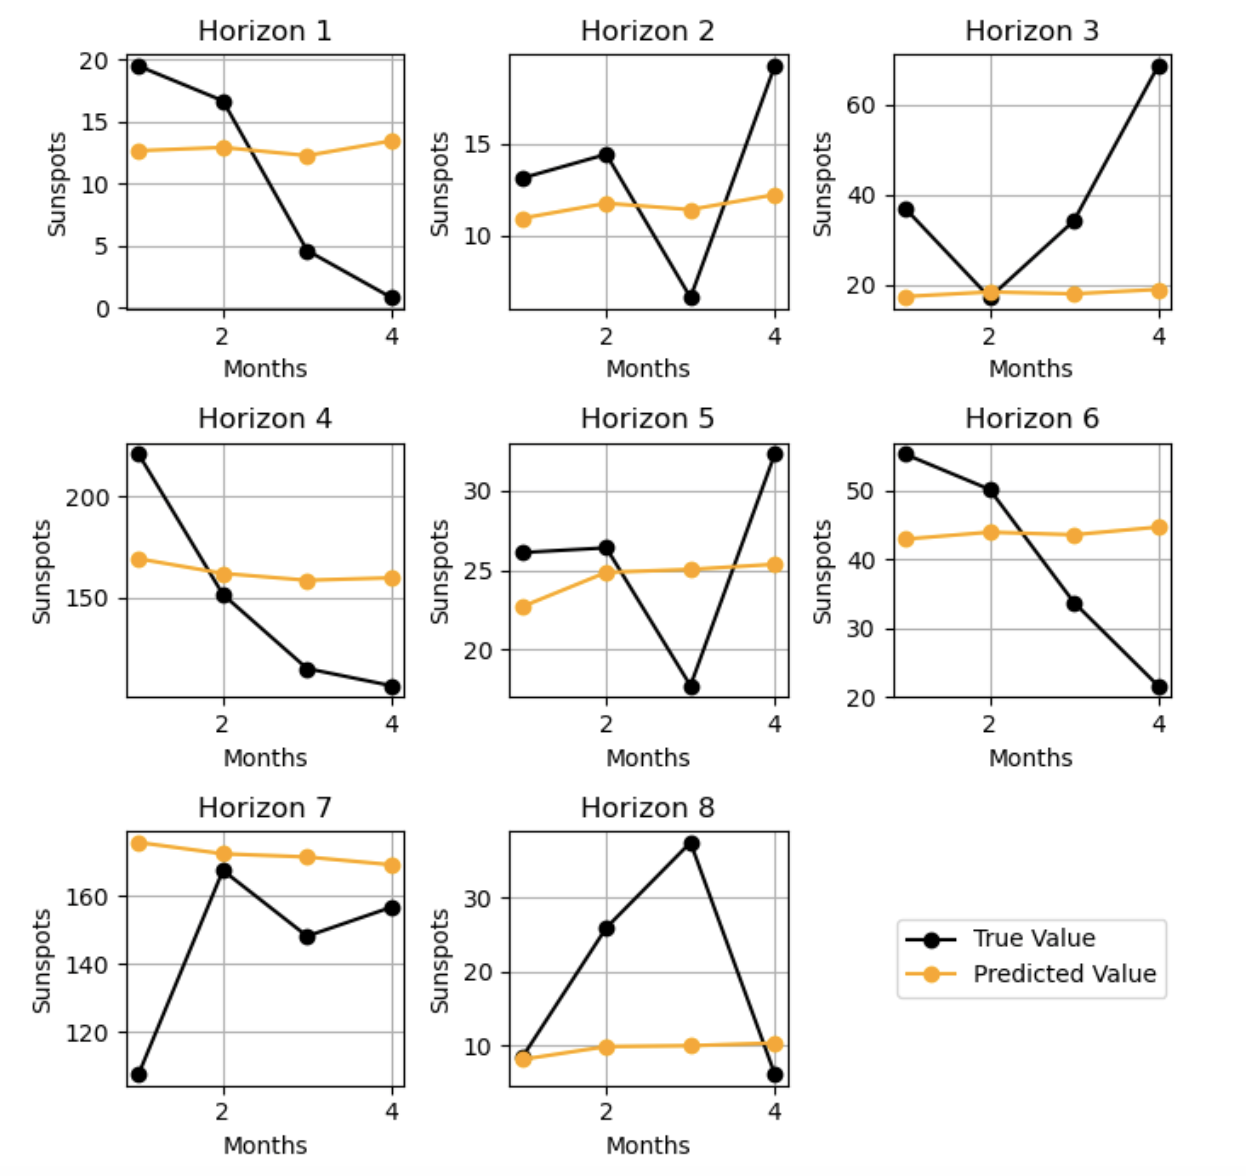 Horizon 1
Sunspots
20
15
10
5
0
2
4
Months
Horizon 2
Sunspots
15
10
2
4
Months
Horizon 3
Sunspots
60
40
20
2
4
Months
Horizon 4
Sunspots
200
150
2
4
Months
Horizon 5
Sunspots
30
25
20
2
4
Months
Horizon 6
Sunspots
50
40
30
20
2
4
Months
Horizon 7
Sunspots
160
140
120
2
4
Months
Horizon 8
Sunspots
30
20
10
2
4
Months
True Value
Predicted Value